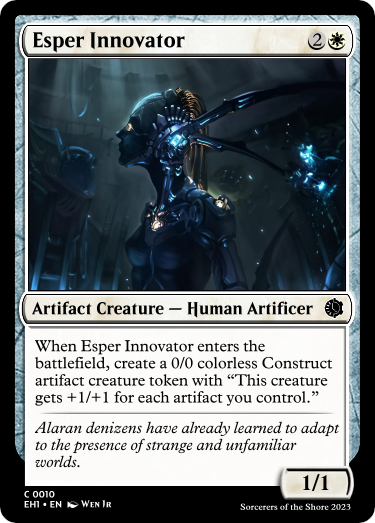 Esper Innovator 2
Artifact Creature — Human Artificer
When Esper Innovator enters the
battlefield, create a 0/0 colorless Construct
artifact creature token with “This creature
gets +1/+1 for each artifact you control.”
Alaran denizens have already learned to adapt
to the presence of strange and unfamiliar
worlds.
1/1
C 0010
EH1 • EN Wen Jr
Sorcerers of the Shore 2023